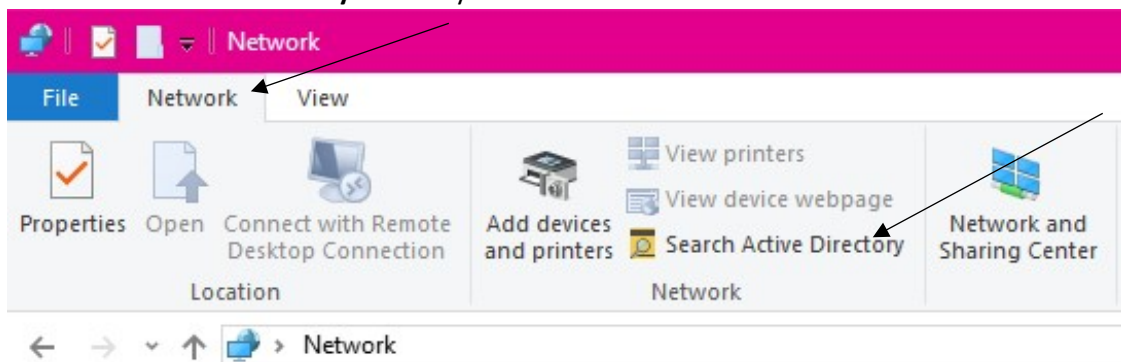 Network
File Network View
View printers
View device webpage
Properties Open Connect with Remote Desktop Connection
Add devices and printers
Search Active Directory
Network and Sharing Center
Location Network
Network